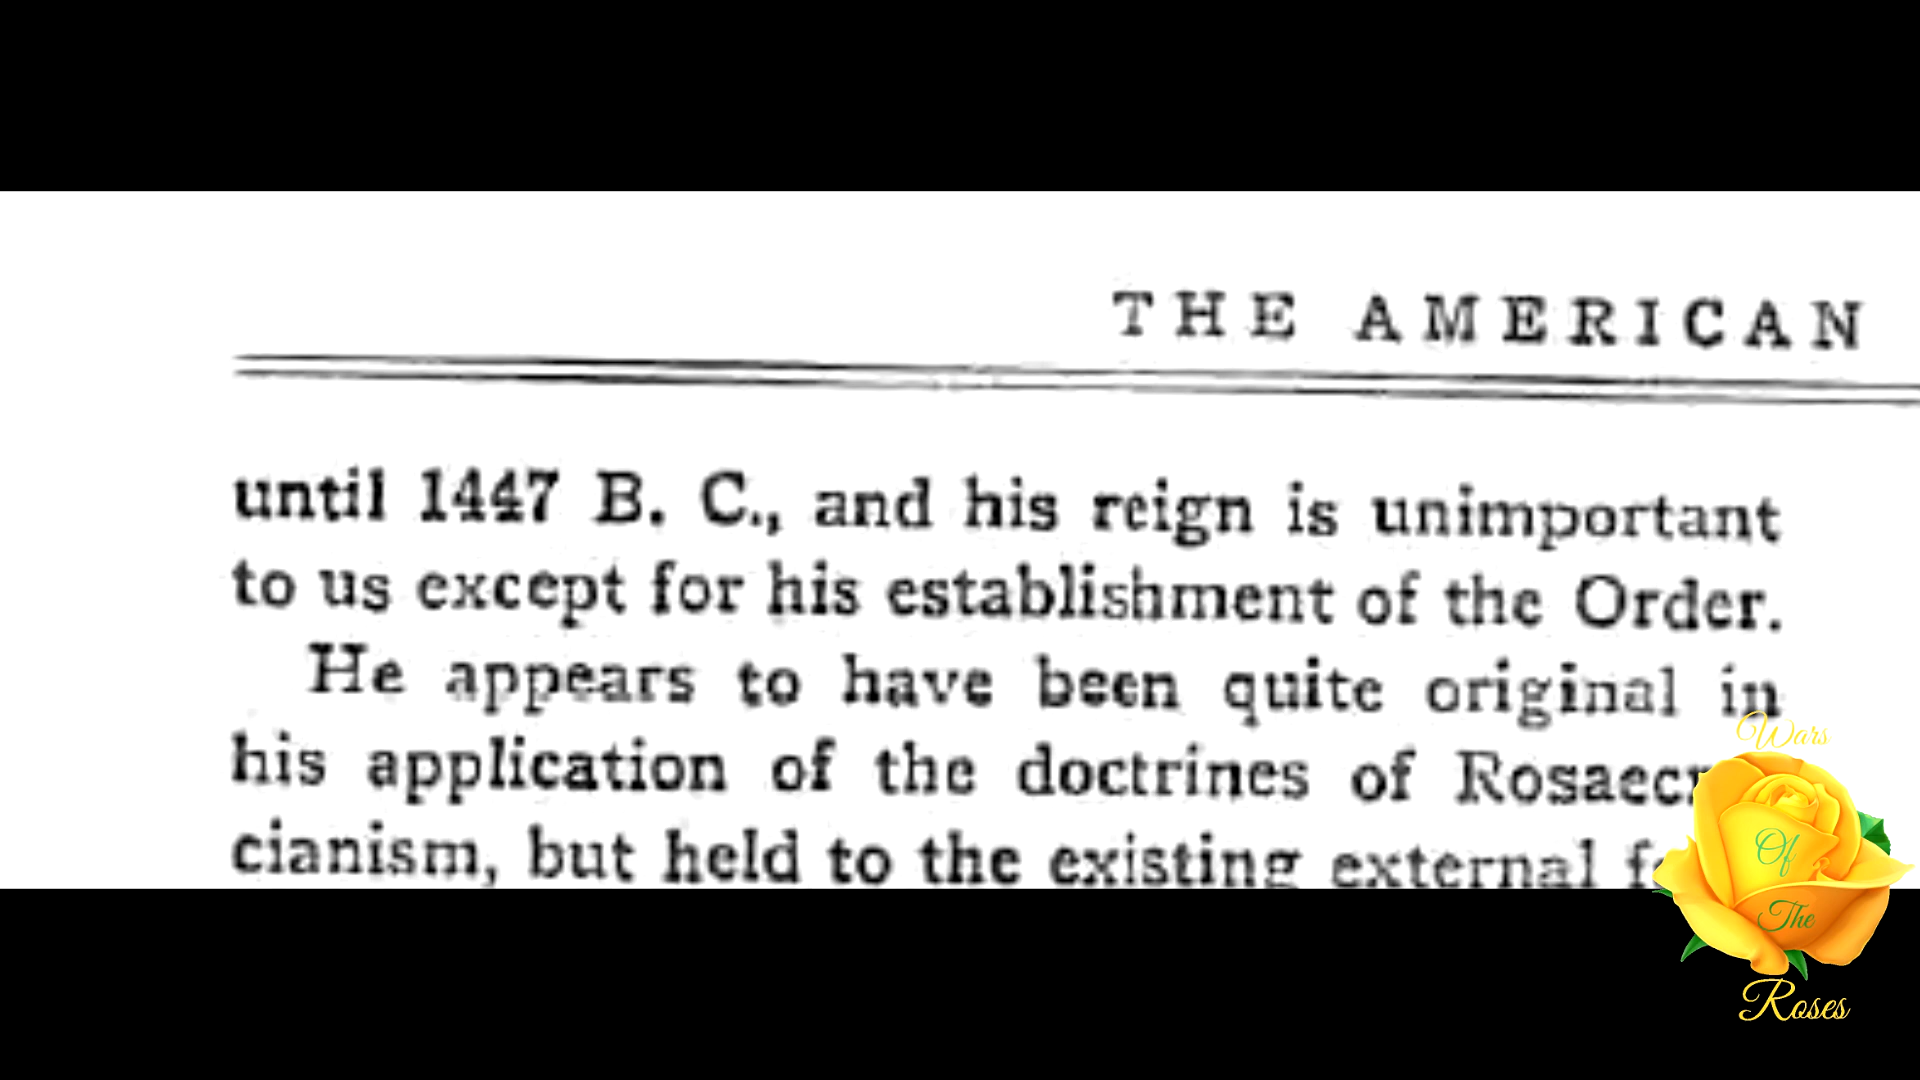 THE AMERICAN
until 1447 B. C., and his reign is unimportant
to us except for his establishment of the Order.
He appears to have been quite original in
his application of the doctrines of
cianism, but held to the existing external
Wars
Of
The
Roses